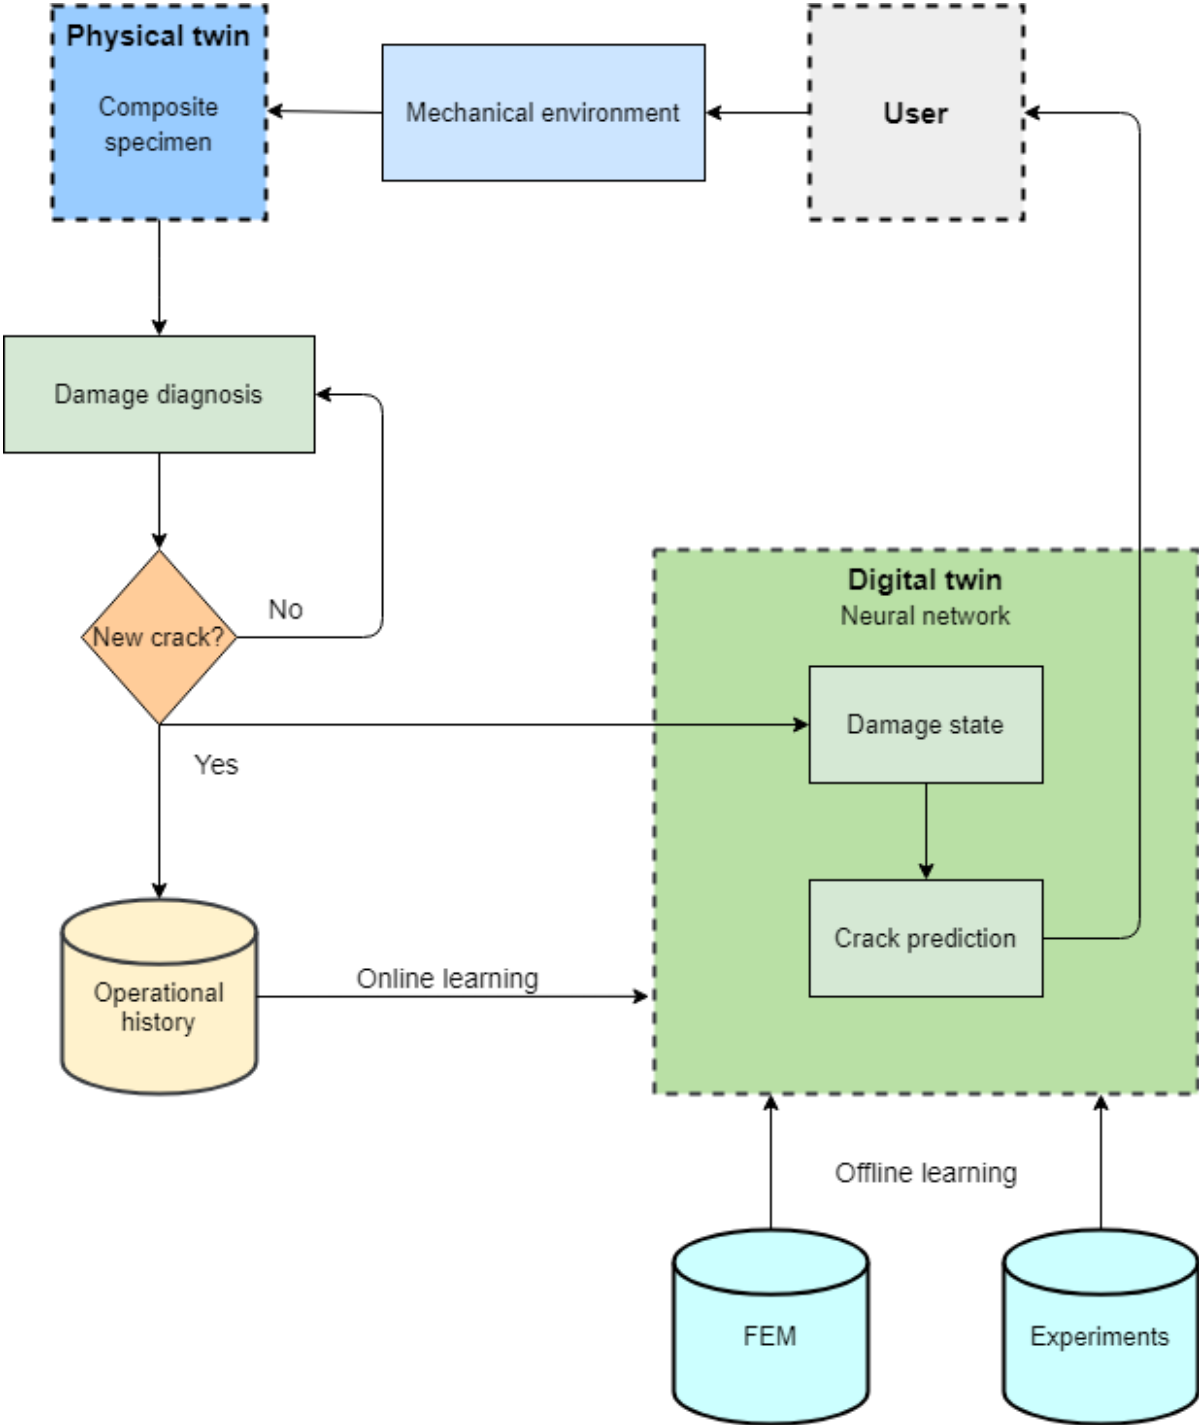 Physical twin
Composite
specimen
Mechanical environment
User
Damage diagnosis
No
New crack?
Yes
Digital twin
Neural network
Damage state
Crack prediction
Operational
history
Online learning
Offline learning
FEM
Experiments